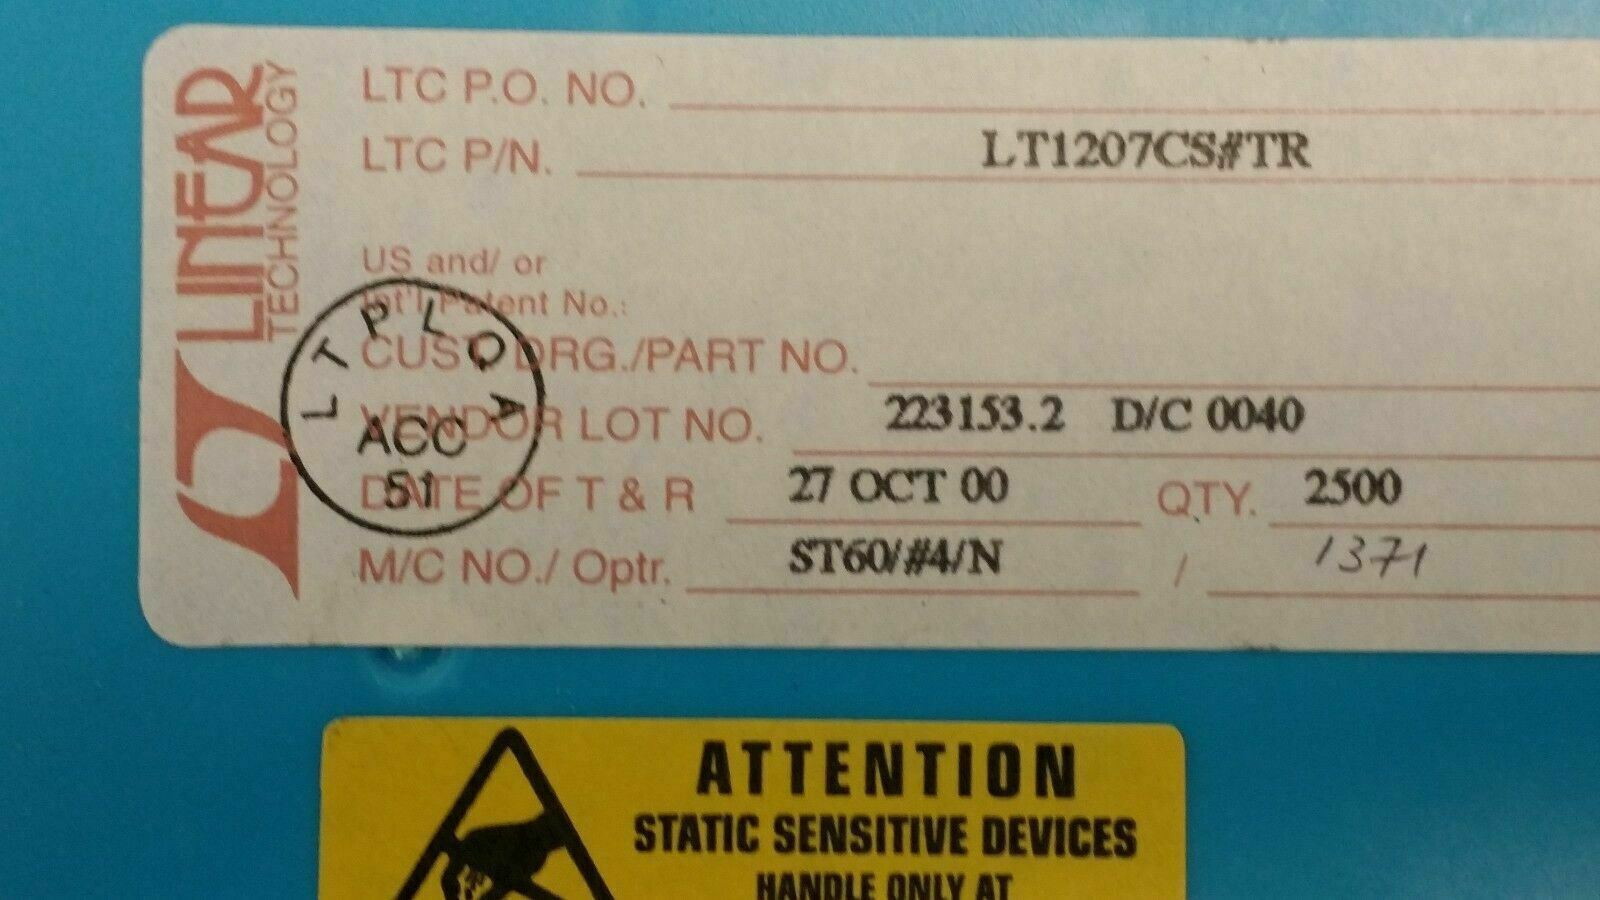 LINEAR
TECHNOLOGY
LTC P.O. NO.
LTC P/N. LT1207CS#TR
US and/ or
Int'l Patent No.:
CUST. DRG./PART NO.
VENDOR LOT NO. 223153.2 D/C 0040
DATE OF T & R 27 OCT 00 QTY. 2500
M/C NO./ Optr. ST60/#4/N / 1371
LTPLQA
ACC
51
ATTENTION
STATIC SENSITIVE DEVICES
HANDLE ONLY AT